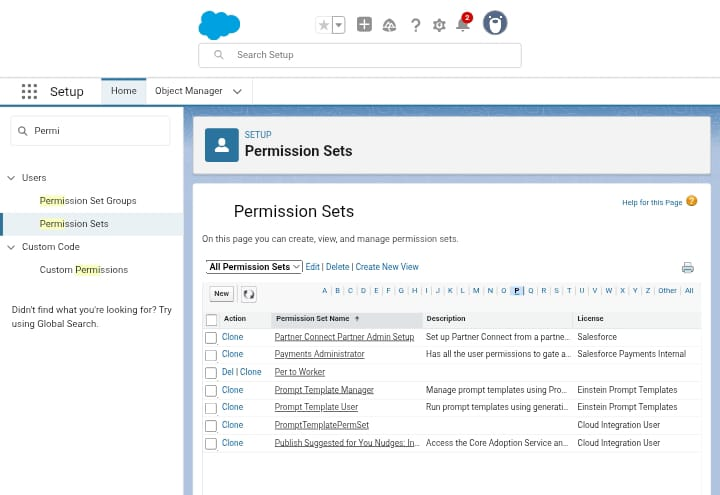 2
Search Setup
Setup
Home
Object Manager
Permi
Users
Permission Set Groups
Permission Sets
Custom Code
Custom Permissions
Didn't find what you're looking for? Try
using Global Search.
SETUP
Permission Sets
Permission Sets
Help for this Page ?
On this page you can create, view, and manage permission sets.
All Permission Sets Edit | Delete | Create New View
New
A | B | C | D | E | F | G | H | I | J | K | L | M | N | O | P | Q | R | S | T | U | V | W | X | Y | Z | Other | All
Action Permission Set Name ↑ Description License
Clone Partner Connect Partner Admin Setup Set up Partner Connect from a partne... Salesforce
Clone Payments Administrator Has all the user permissions to gate a... Salesforce Payments Internal
Del | Clone Per to Worker
Clone Prompt Template Manager Manage prompt templates using Pro... Einstein Prompt Templates
Clone Prompt Template User Run prompt templates using generati... Einstein Prompt Templates
Clone PromptTemplatePermSet Cloud Integration User
Clone Publish Suggested for You Nudges: In... Access the Core Adoption Service an... Cloud Integration User